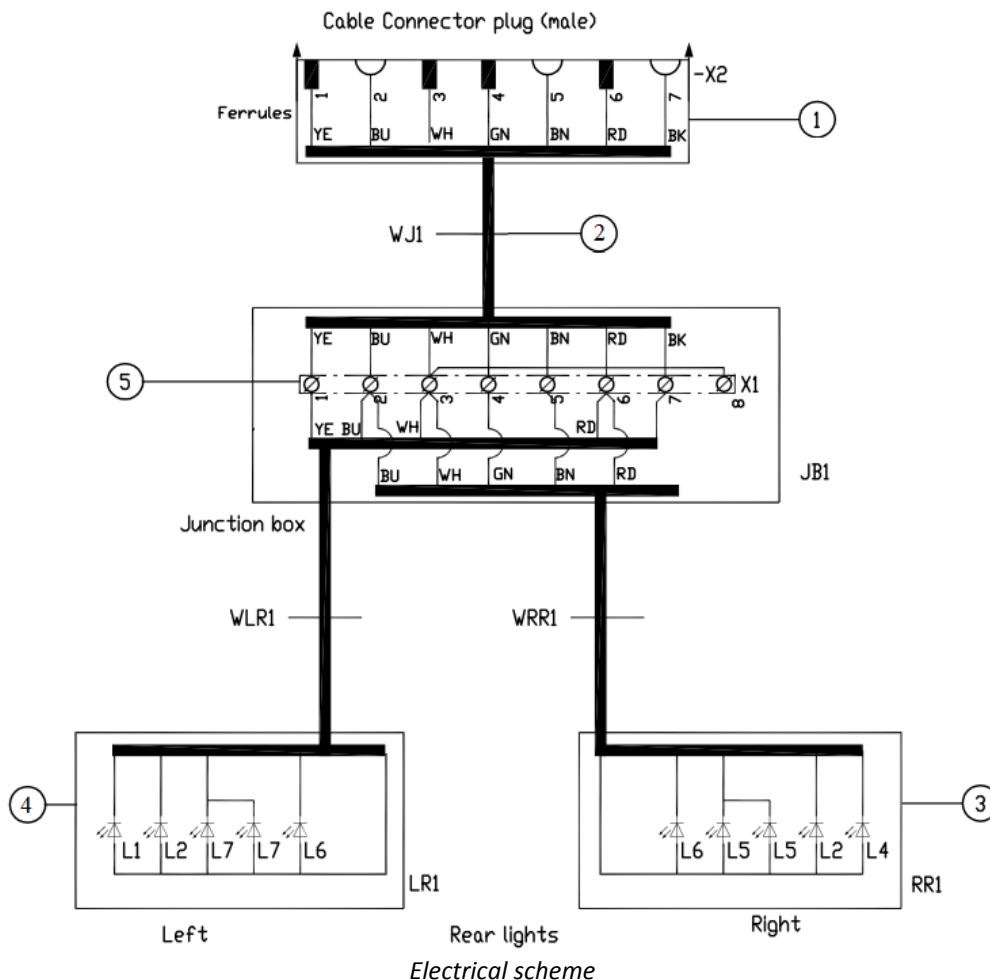 Cable Connector plug (male)
-X2
1 2 3 4 5 6 7
Ferrules
1
YE BU WH GN BN RD BK
WJ1
2
YE BU WH GN BN RD BK
5
X1
1 2 3 4 5 6 7 8
YE BU WH RD
BU WH GN BN RD
JB1
Junction box
WLR1
WRR1
4
3
L1 L2 L7 L7 L6
L6 L5 L5 L2 L4
LR1
RR1
Left
Rear lights
Right
Electrical scheme